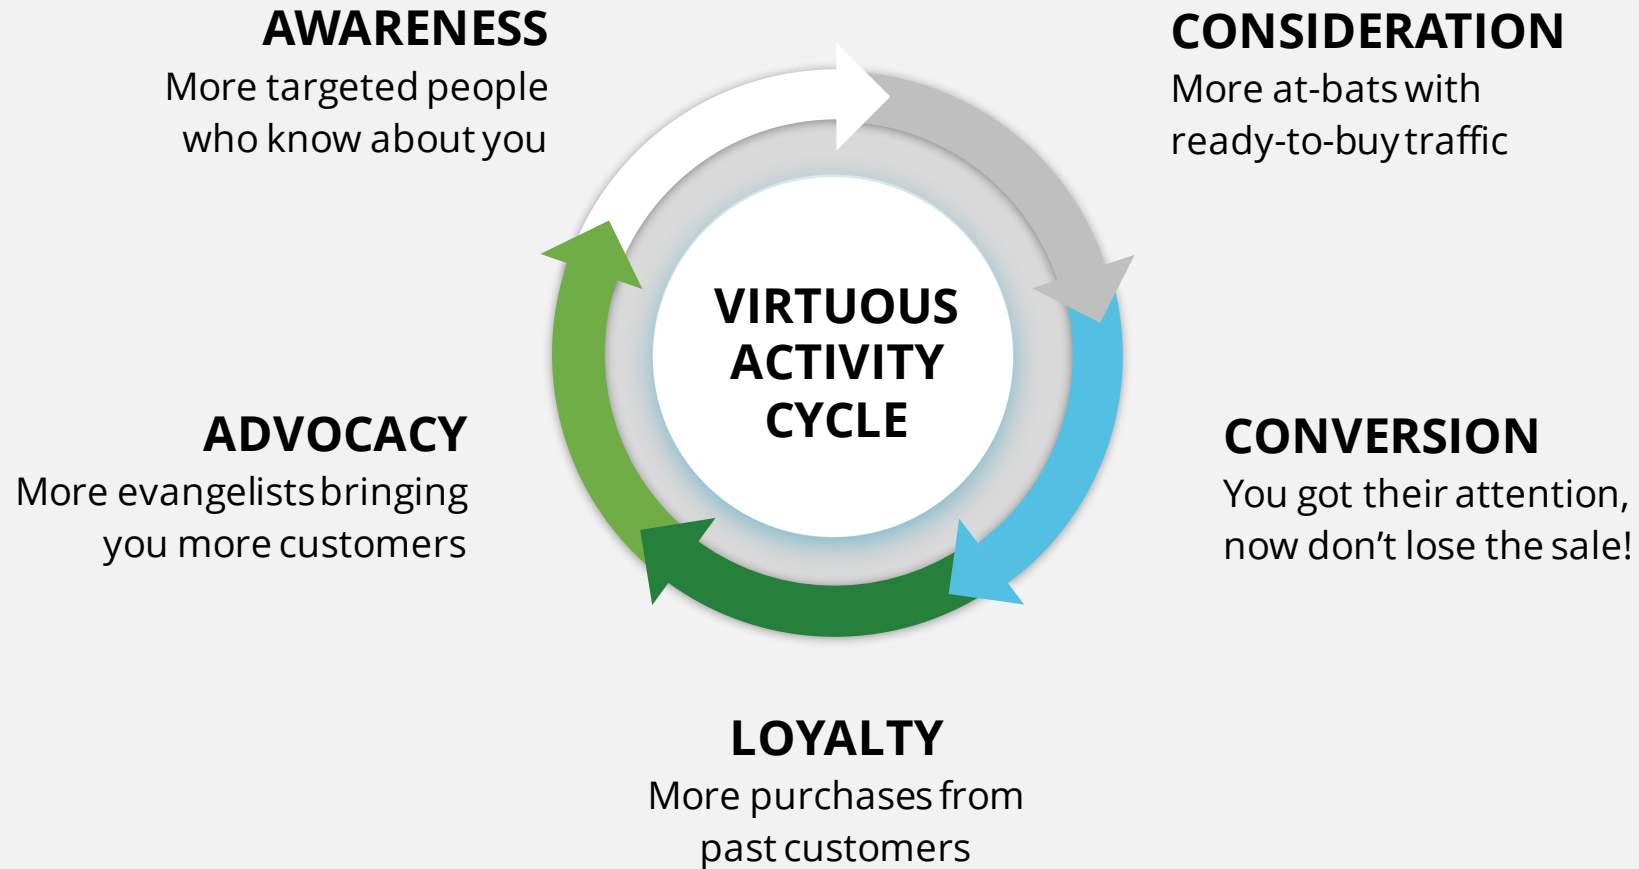 AWARENESS
More targeted people
who know about you
CONSIDERATION
More at-bats with
ready-to-buy traffic
VIRTUOUS
ACTIVITY
CYCLE
ADVOCACY
More evangelists bringing
you more customers
CONVERSION
You got their attention,
now don’t lose the sale!
LOYALTY
More purchases from
past customers